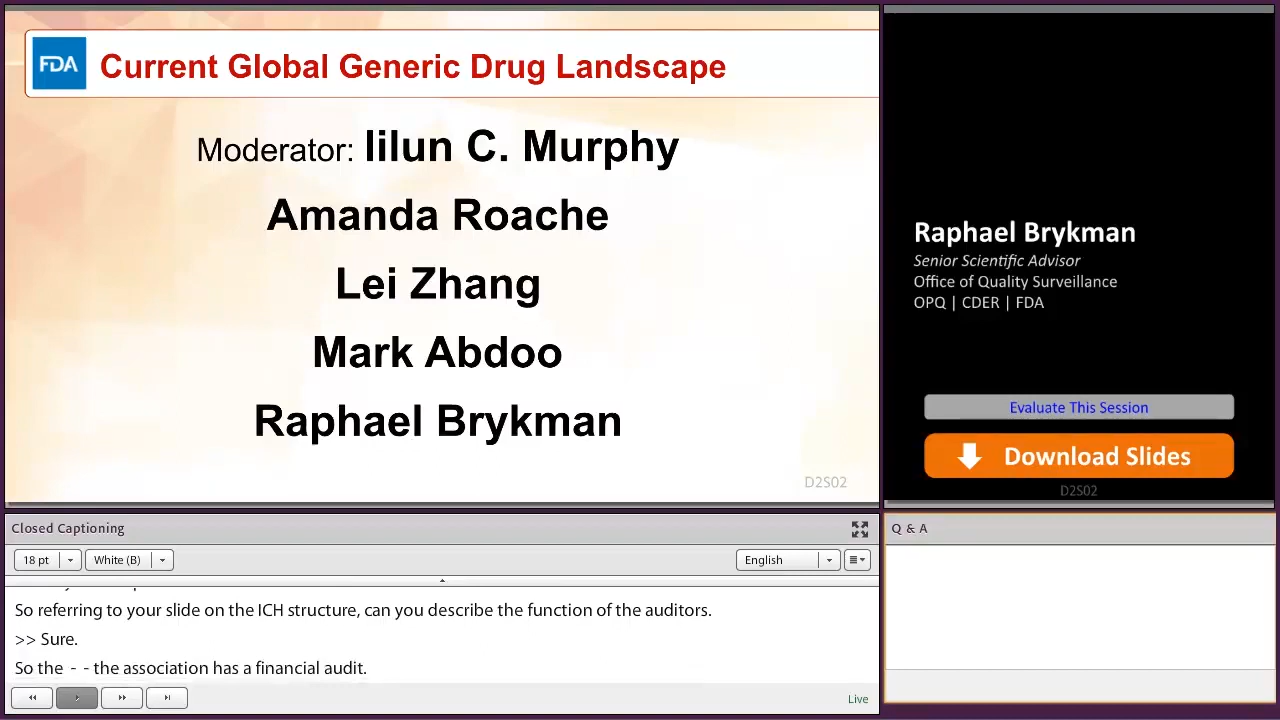 FDA
Current Global Generic Drug Landscape
Moderator: Iilun C. Murphy
Amanda Roache
Lei Zhang
Mark Abdoo
Raphael Brykman
D2S02
Raphael Brykman
Senior Scientific Advisor
Office of Quality Surveillance
OPQ | CDER | FDA
Evaluate This Session
Download Slides
D2S02
Closed Captioning
18 pt
White (B)
English
So referring to your slide on the ICH structure, can you describe the function of the auditors.
>> Sure.
So the - - the association has a financial audit.
Live
Q & A